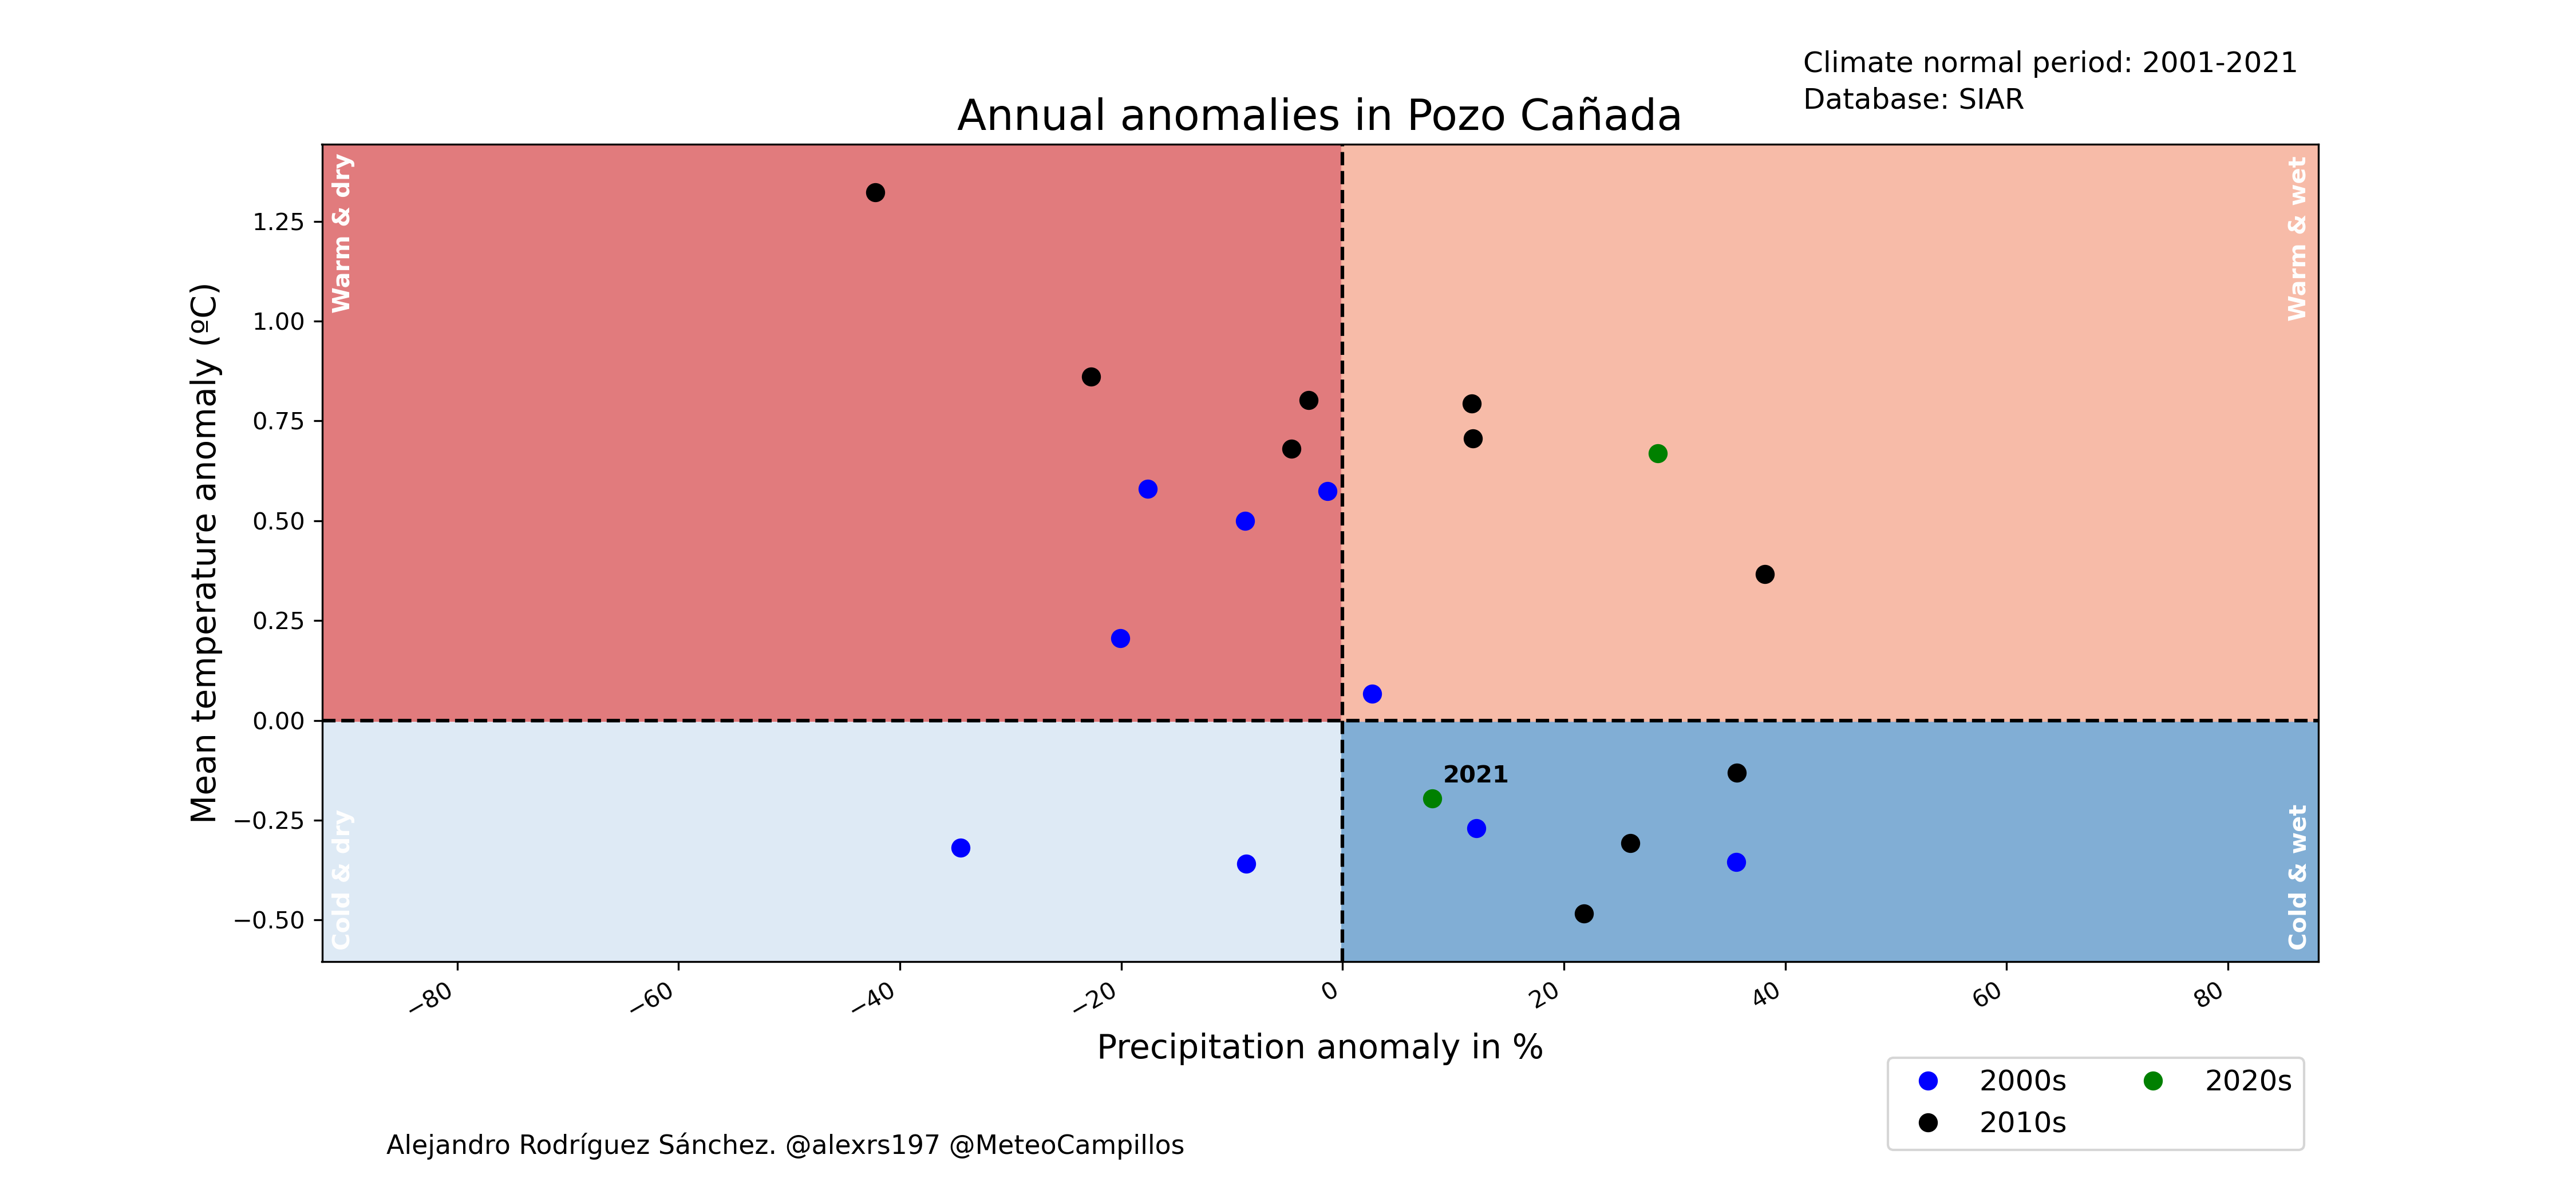 Climate normal period: 2001-2021
Database: SIAR
Annual anomalies in Pozo Cañada
Warm & dry
Warm & wet
Mean temperature anomaly (ºC)
1.25
1.00
0.75
0.50
0.25
0.00
−0.25
−0.50
2021
Cold & dry
Cold & wet
−80
−60
−40
−20
0
20
40
60
80
Precipitation anomaly in %
2000s
2020s
2010s
Alejandro Rodríguez Sánchez. @alexrs197 @MeteoCampillos